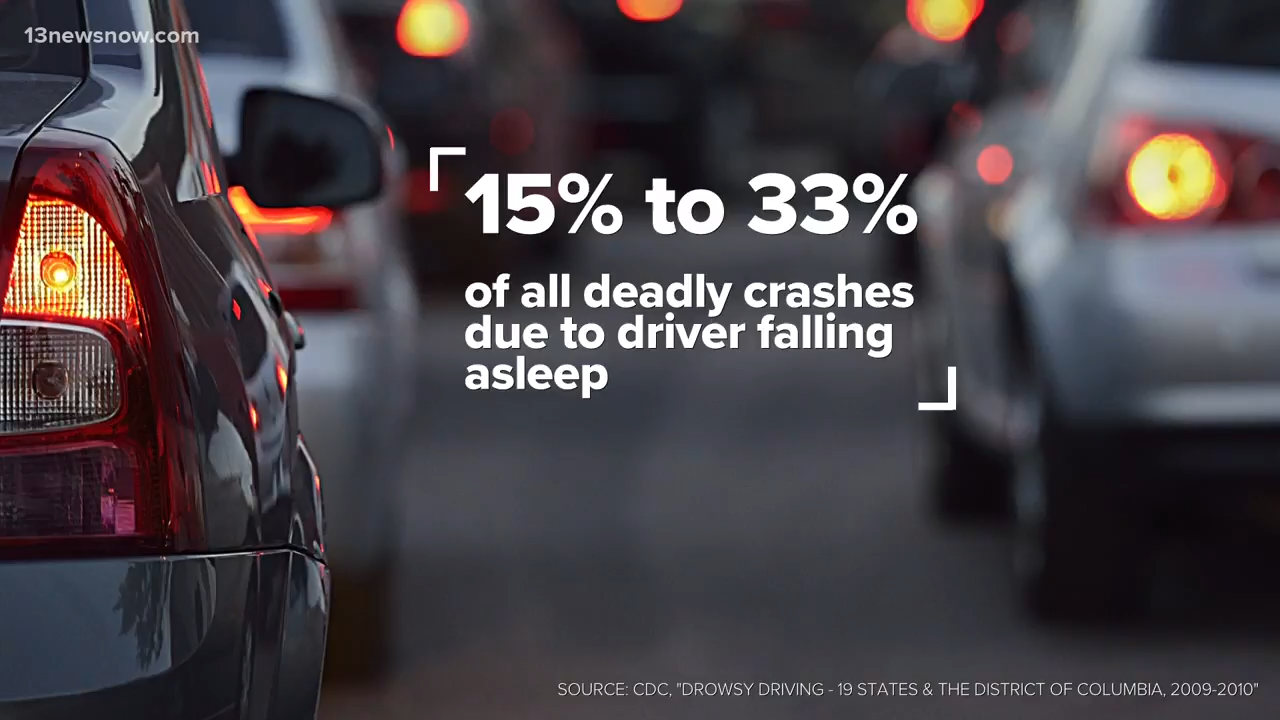 13newsnow.com
15% to 33%
of all deadly crashes
due to driver falling
asleep
SOURCE: CDC, "DROWSY DRIVING - 19 STATES & THE DISTRICT OF COLUMBIA, 2009-2010"